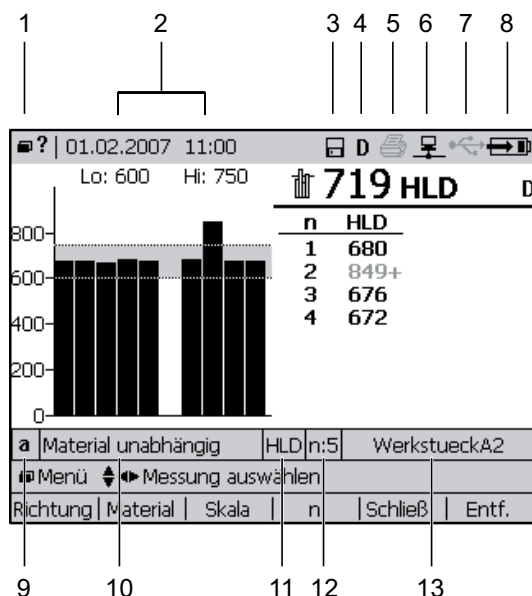 1 2 3 4 5 6 7 8
? | 01.02.2007 11:00 D
Lo: 600 Hi: 750
719 HLD D
800
600
400
200
0
n HLD
1 680
2 849+
3 676
4 672
a Material unabhängig HLD n:5 WerkstueckA2
Menü Messung auswählen
Richtung | Material | Skala | n | Schließ | Entf.
9 10 11 12 13